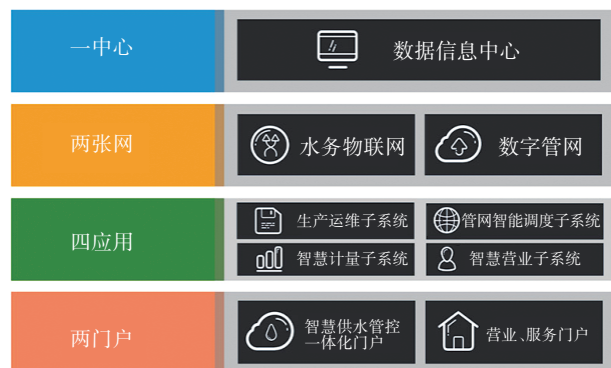 一中心
数据信息中心
两张网
水务物联网
数字管网
四应用
生产运维子系统
管网智能调度子系统
智慧计量子系统
智慧营业子系统
两门户
智慧供水管控
一体化门户
营业、服务门户